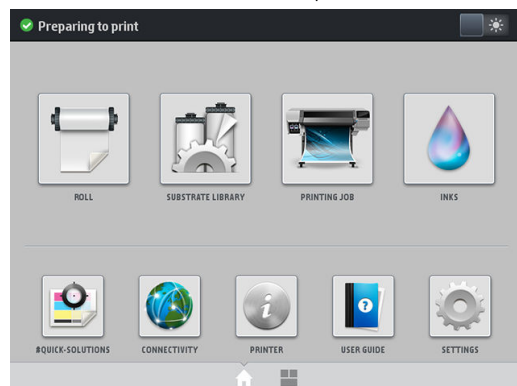 Preparing to print
ROLL
SUBSTRATE LIBRARY
PRINTING JOB
INKS
#QUICK-SOLUTIONS
CONNECTIVITY
PRINTER
USER GUIDE
SETTINGS